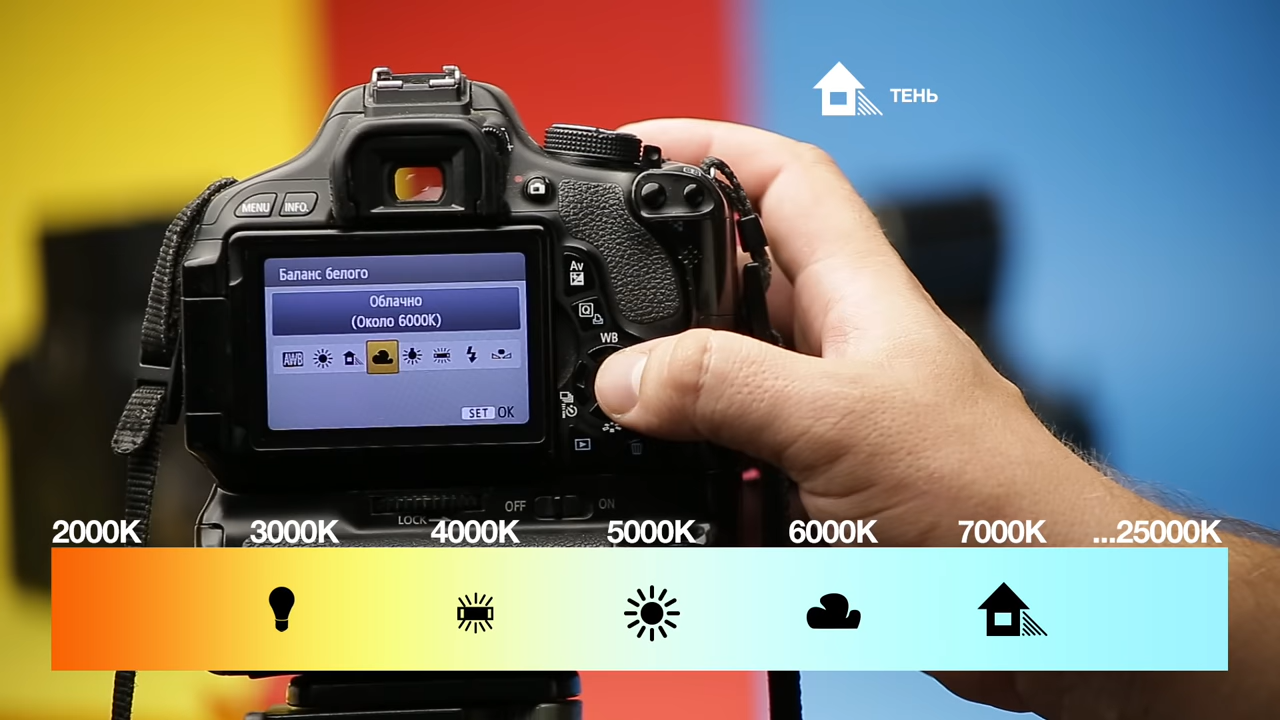 ТЕНЬ
MENU
INFO.
Баланс белого
Облачно
(Около 6000K)
AWB
SET OK
Av
Q
WB
OFF ON
LOCK
2000K 3000K 4000K 5000K 6000K 7000K ...25000K